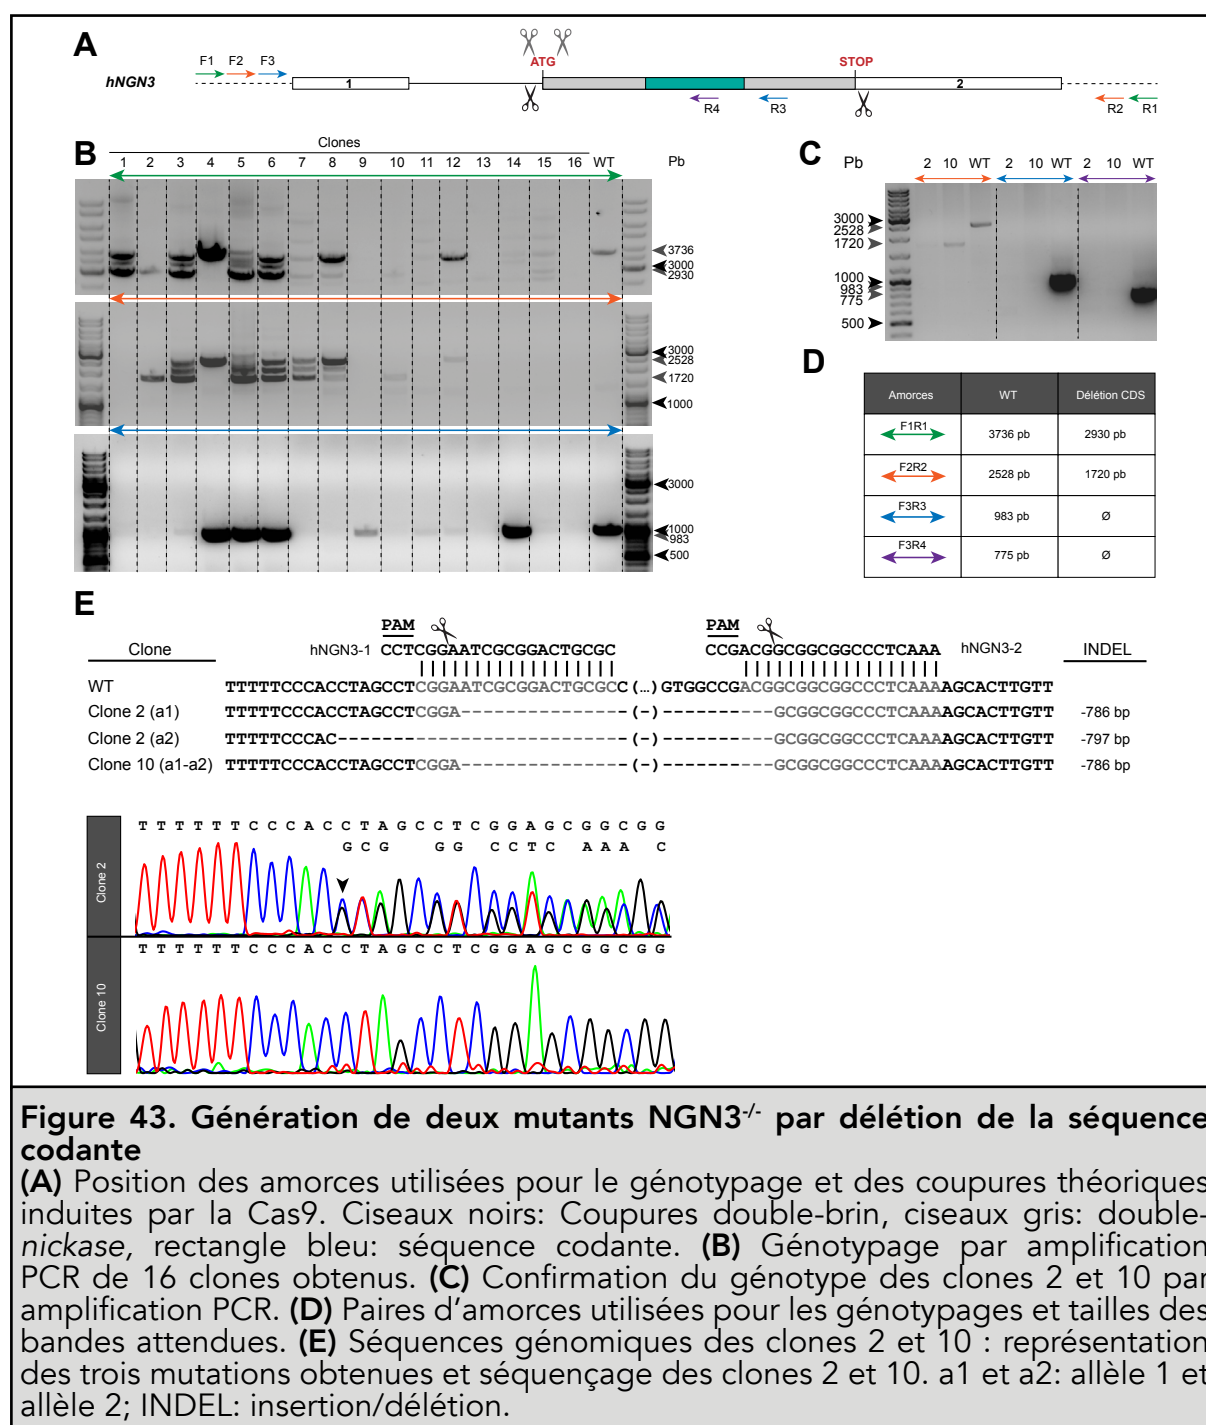 A
F1 F2 F3
ATG
STOP
hNGN3
1
2
R4
R3
R2
R1
B
Clones
1 2 3 4 5 6 7 8 9 10 11 12 13 14 15 16 WT
Pb
3736
3000
2930
3000
2528
1720
1000
3000
1000
983
500
C
Pb
2 10 WT 2 10 WT 2 10 WT
3000
2528
1720
1000
983
775
500
D
Amorces WT Délétion CDS
F1R1 3736 pb 2930 pb
F2R2 2528 pb 1720 pb
F3R3 983 pb Ø
F3R4 775 pb Ø
E
PAM PAM
Clone hNGN3-1 CCTCGGAATCGCGGACTGCGC CCGACGGCGGCGGCCCTCAAA hNGN3-2 INDEL
WT TTTTTCCCACCTAGCCTCGGAATCGCGGACTGCGCC(…)GTGGCCGACGGCGGCGGCCCTCAAAAGCACTTGTT
Clone 2 (a1) TTTTTCCCACCTAGCCTCGGA---------------(-)----------GCGGCGGCCCTCAAAAGCACTTGTT -786 bp
Clone 2 (a2) TTTTTCCCAC--------------------------(-)----------GCGGCGGCCCTCAAAAGCACTTGTT -797 bp
Clone 10 (a1-a2) TTTTTCCCACCTAGCCTCGGA---------------(-)----------GCGGCGGCCCTCAAAAGCACTTGTT -786 bp
Clone 2
T T T T T T C C C A C C T A G C C T C G G A G C G G C G G
G C G G G C C T C A A A C
Clone 10
T T T T T T C C C A C C T A G C C T C G G A G C G G C G G
Figure 43. Génération de deux mutants NGN3-/- par délétion de la séquence
codante
(A) Position des amorces utilisées pour le génotypage et des coupures théoriques
induites par la Cas9. Ciseaux noirs: Coupures double-brin, ciseaux gris: double-
nickase, rectangle bleu: séquence codante. (B) Génotypage par amplification
PCR de 16 clones obtenus. (C) Confirmation du génotype des clones 2 et 10 par
amplification PCR. (D) Paires d’amorces utilisées pour les génotypages et tailles des
bandes attendues. (E) Séquences génomiques des clones 2 et 10 : représentation
des trois mutations obtenues et séquençage des clones 2 et 10. a1 et a2: allèle 1 et
allèle 2; INDEL: insertion/délétion.